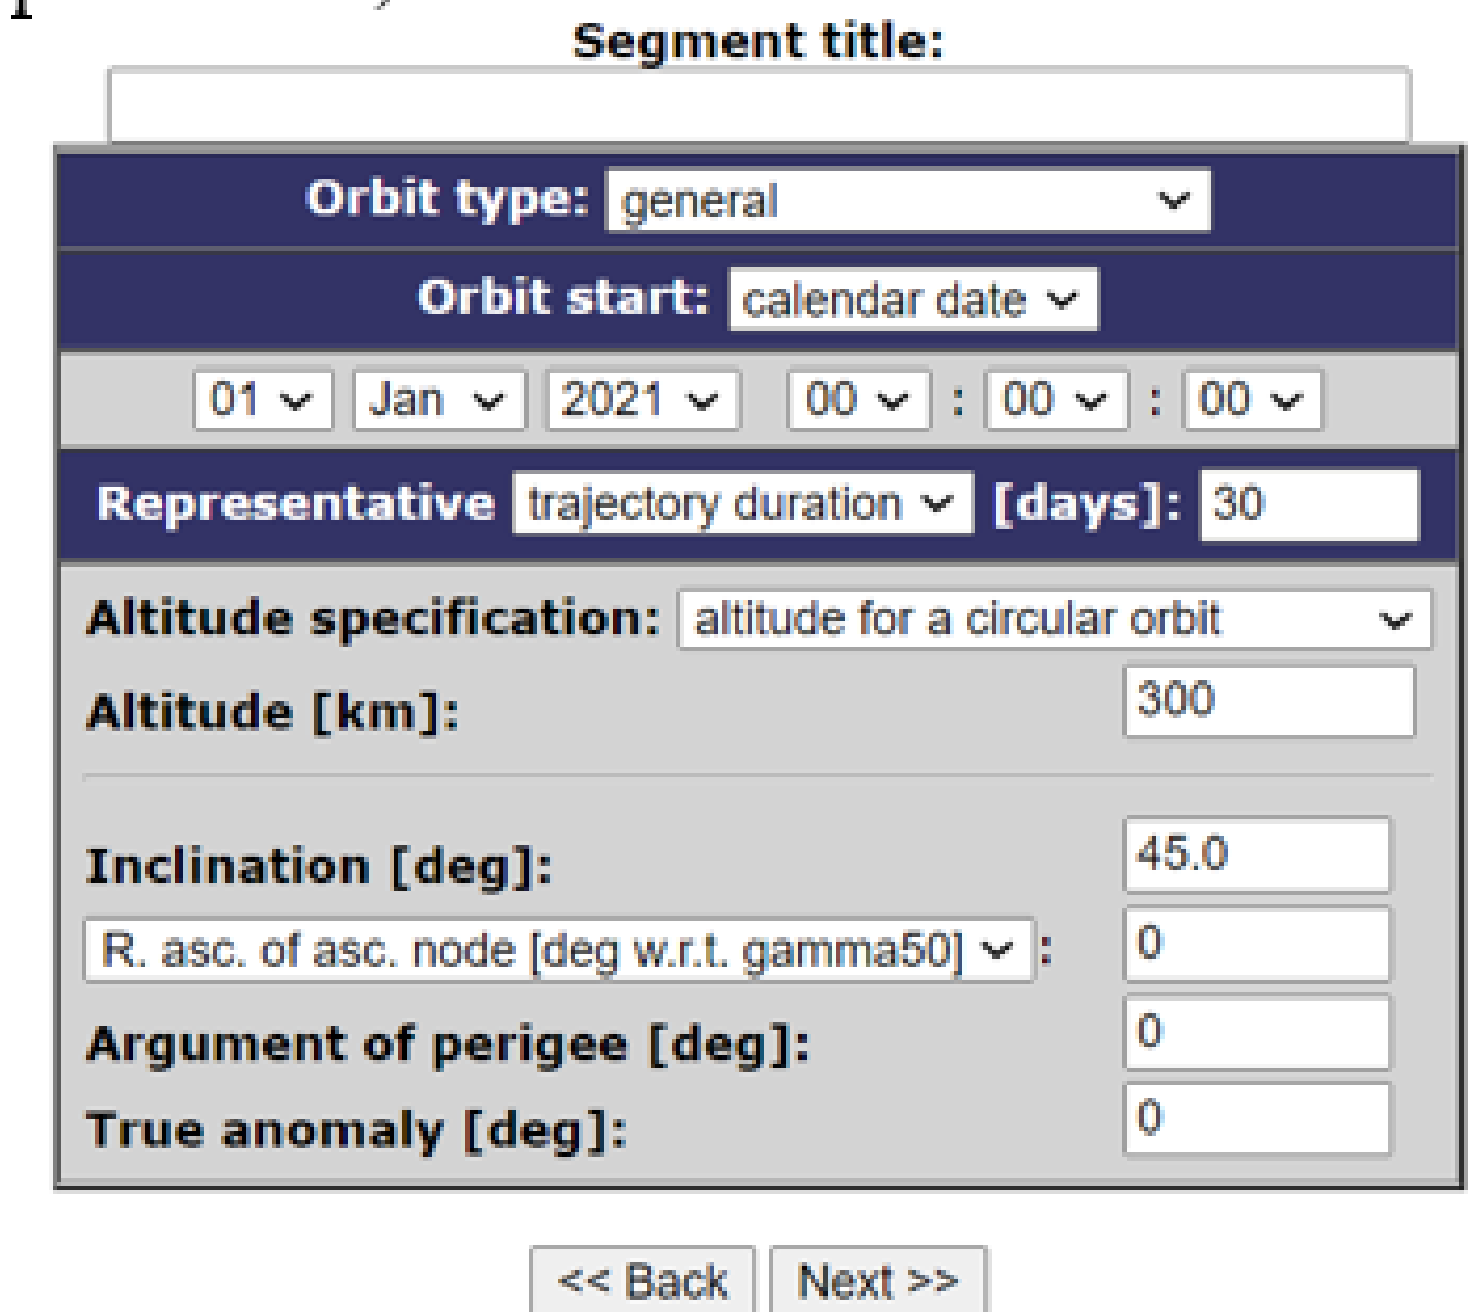 Segment title:
Orbit type: general
Orbit start: calendar date
01 Jan 2021 00 : 00 : 00
Representative trajectory duration [days]: 30
Altitude specification: altitude for a circular orbit
Altitude [km]: 300
Inclination [deg]: 45.0
R. asc. of asc. node [deg w.r.t. gamma50] : 0
Argument of perigee [deg]: 0
True anomaly [deg]: 0
<< Back Next >>